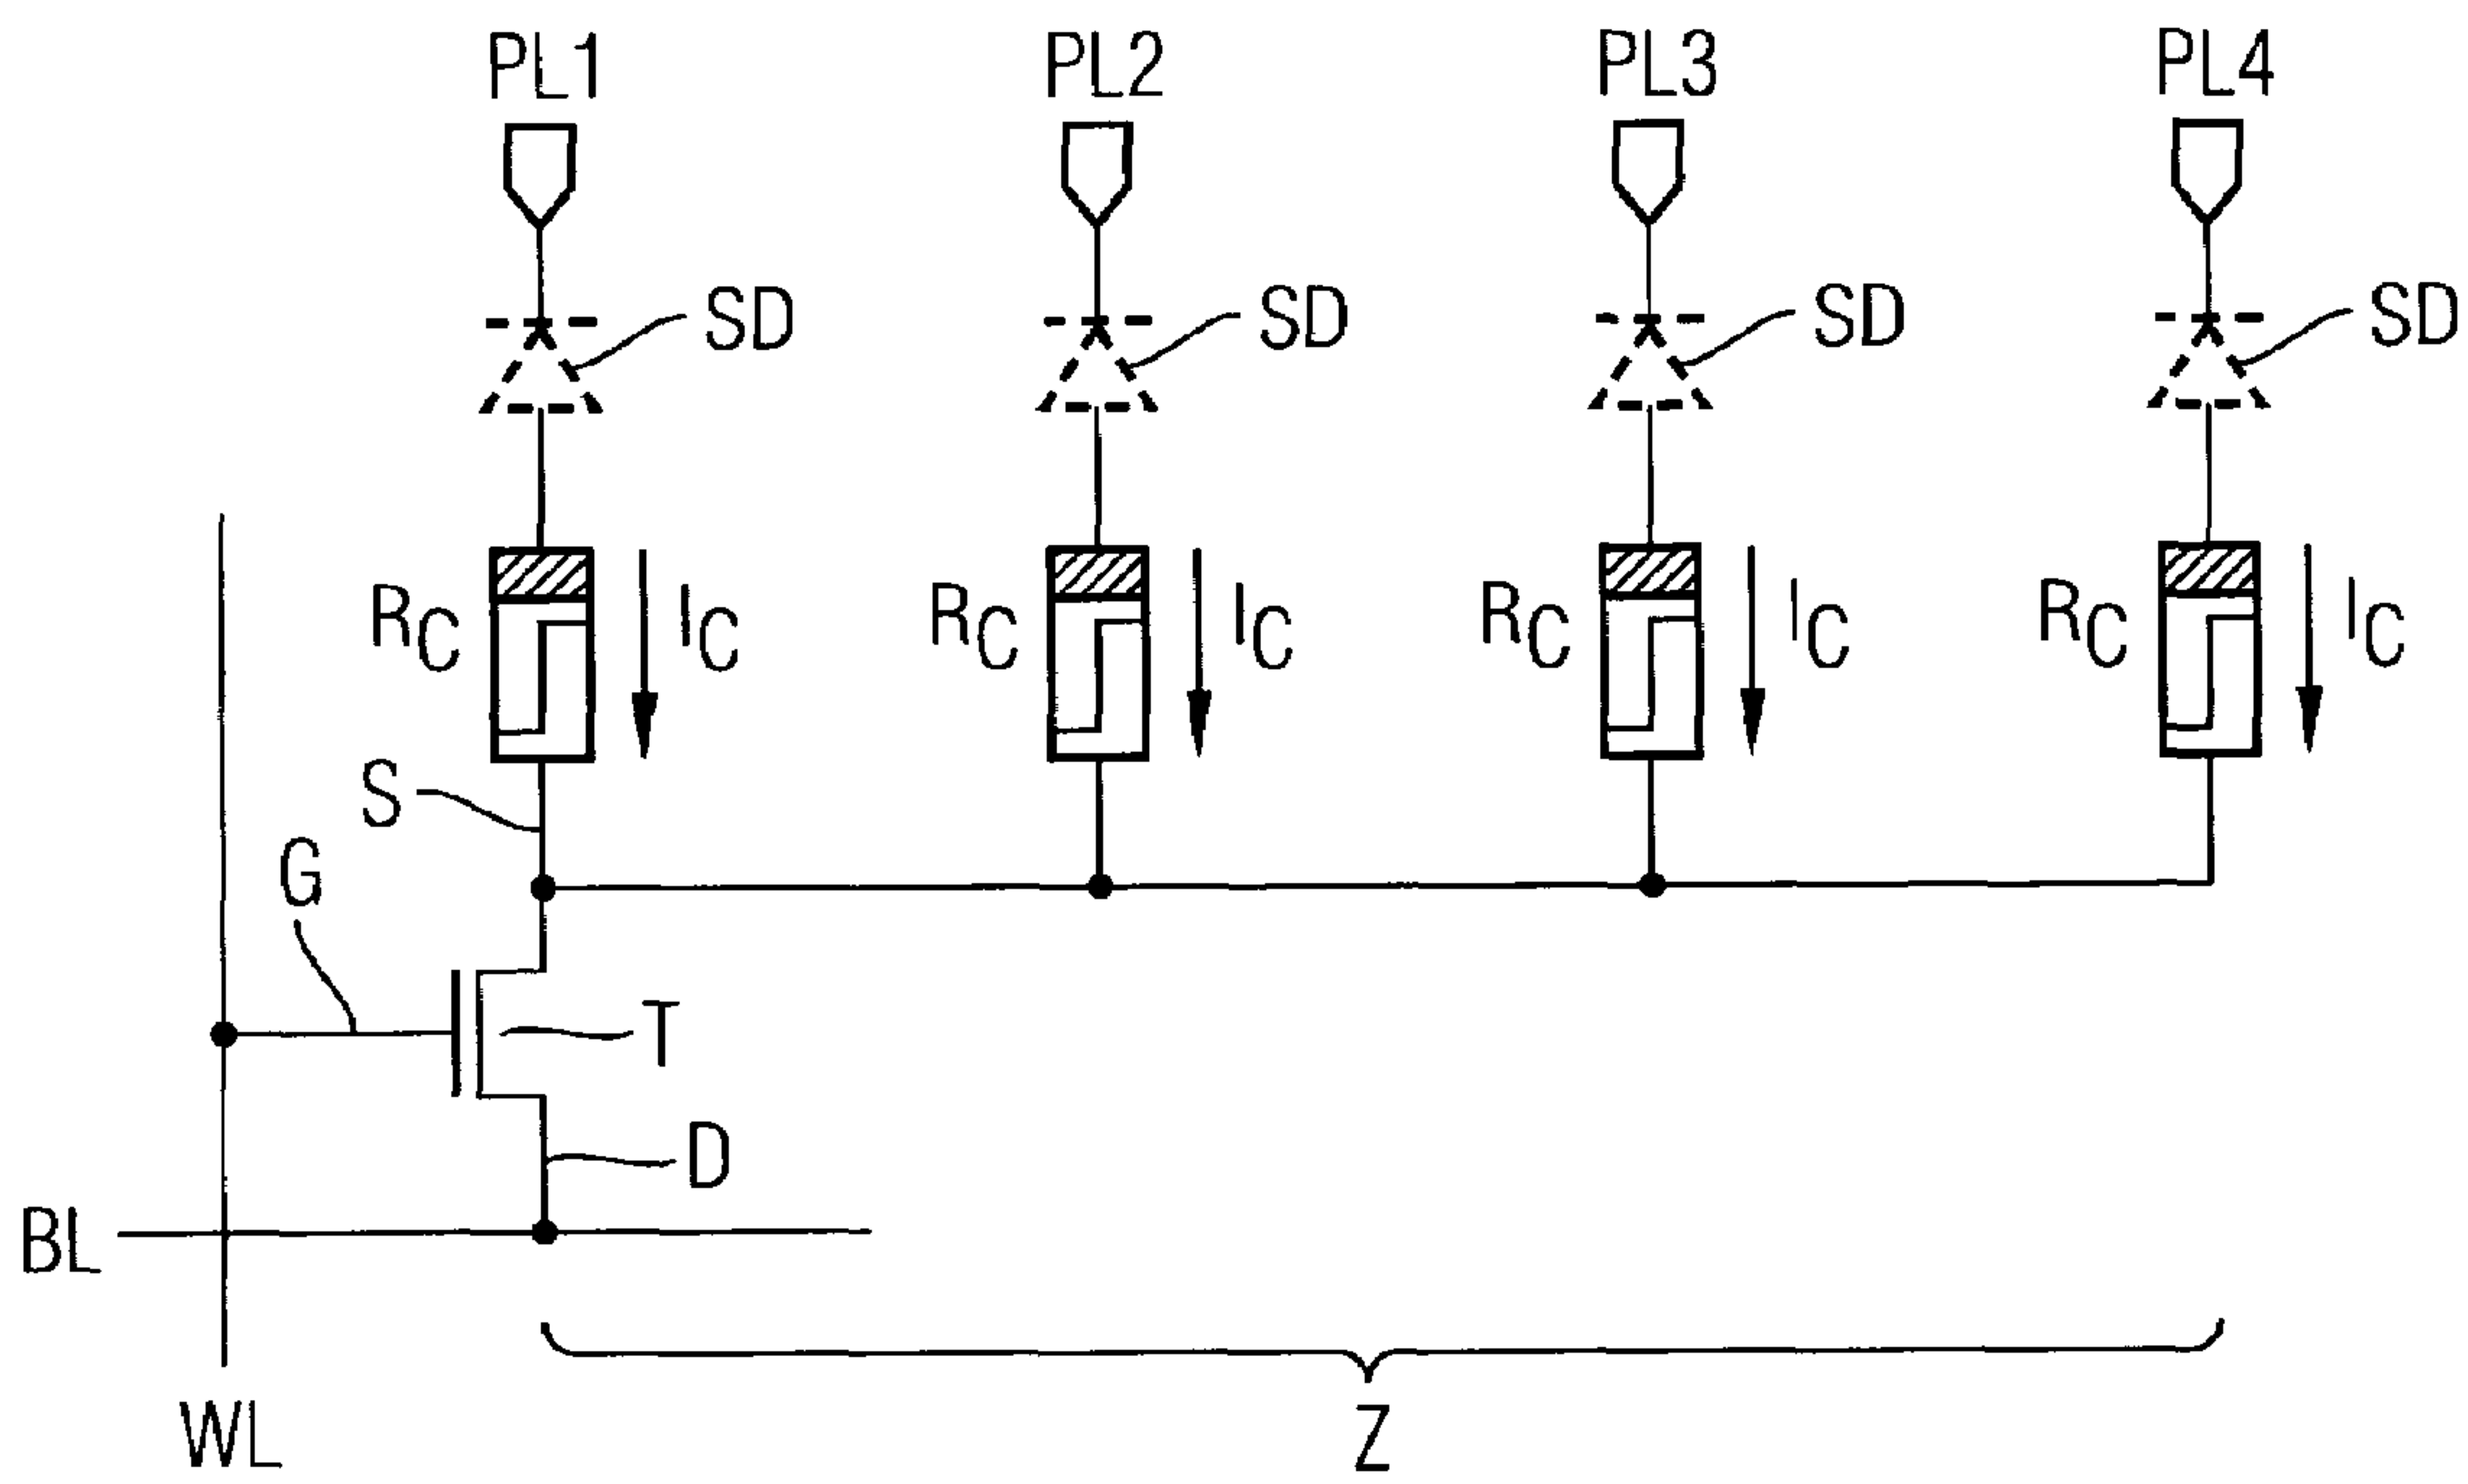 PL1 PL2 PL3 PL4
SD SD SD SD
RC IC RC IC RC IC RC IC
S
G
T
D
BL
WL
Z